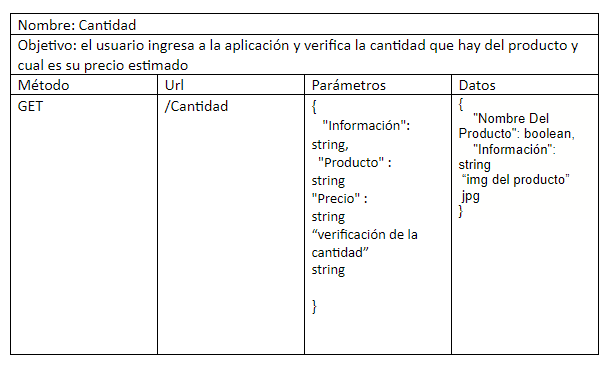 Nombre: Cantidad
Objetivo: el usuario ingresa a la aplicación y verifica la cantidad que hay del producto y
cual es su precio estimado
Método
Url
Parámetros
Datos
GET
/Cantidad
{
"Información":
string,
"Producto" :
string
"Precio" :
string
“verificación de la
cantidad”
string
}
{
"Nombre Del
Producto": boolean,
"Información":
string
“img del producto”
jpg
}